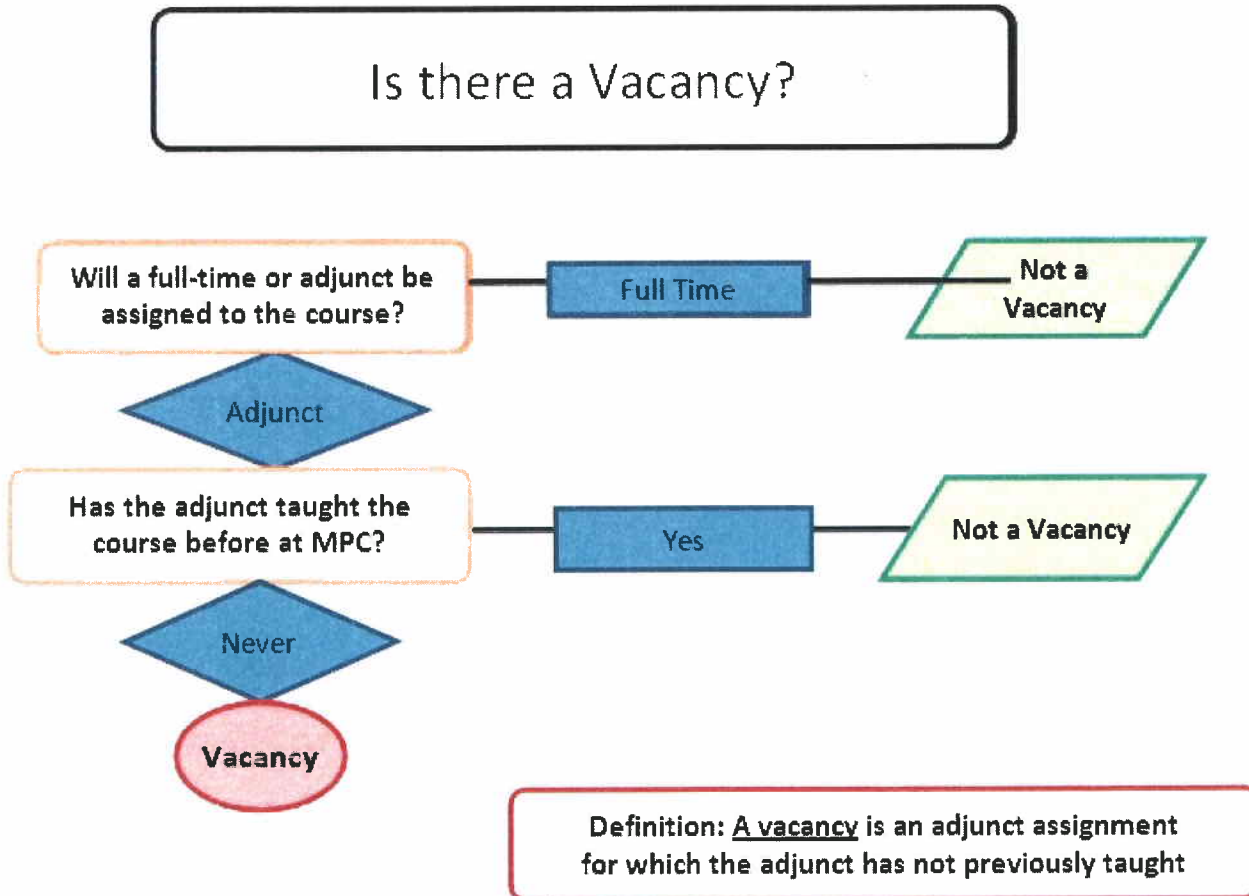 Is there a Vacancy?
Will a full-time or adjunct be
assigned to the course?
Full Time
Not a
Vacancy
Adjunct
Has the adjunct taught the
course before at MPC?
Yes
Not a Vacancy
Never
Vacancy
Definition: A vacancy is an adjunct assignment
for which the adjunct has not previously taught